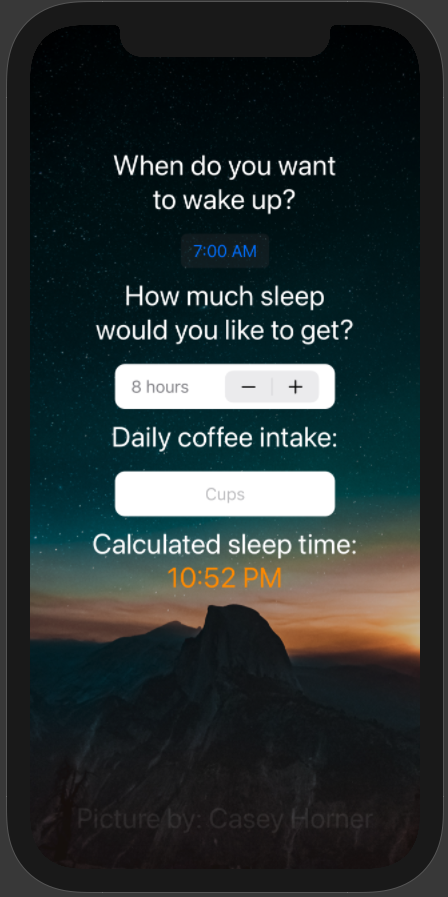 When do you want
to wake up?
7:00 AM
How much sleep
would you like to get?
8 hours
− +
Daily coffee intake:
Cups
Calculated sleep time:
10:52 PM
Picture by: Casey Horner